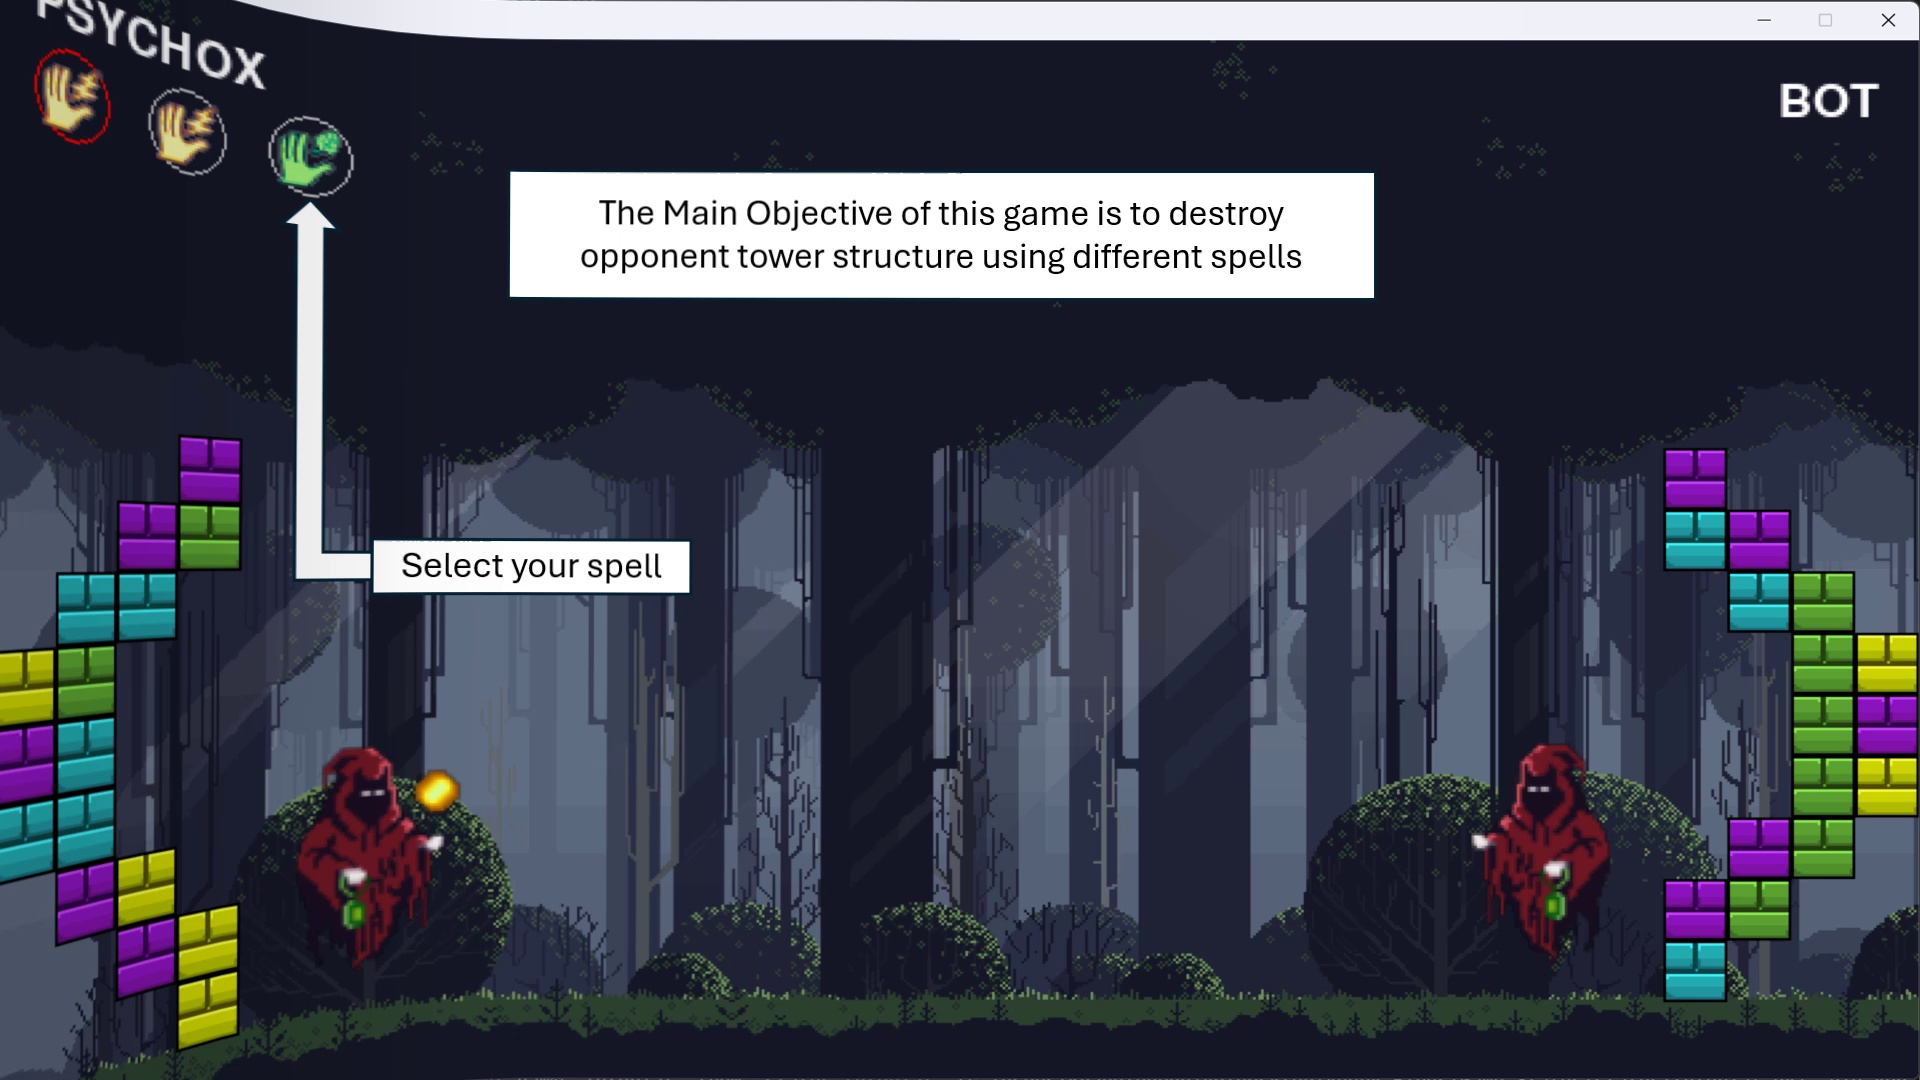 PSYCHOX
BOT
The Main Objective of this game is to destroy
opponent tower structure using different spells
Select your spell